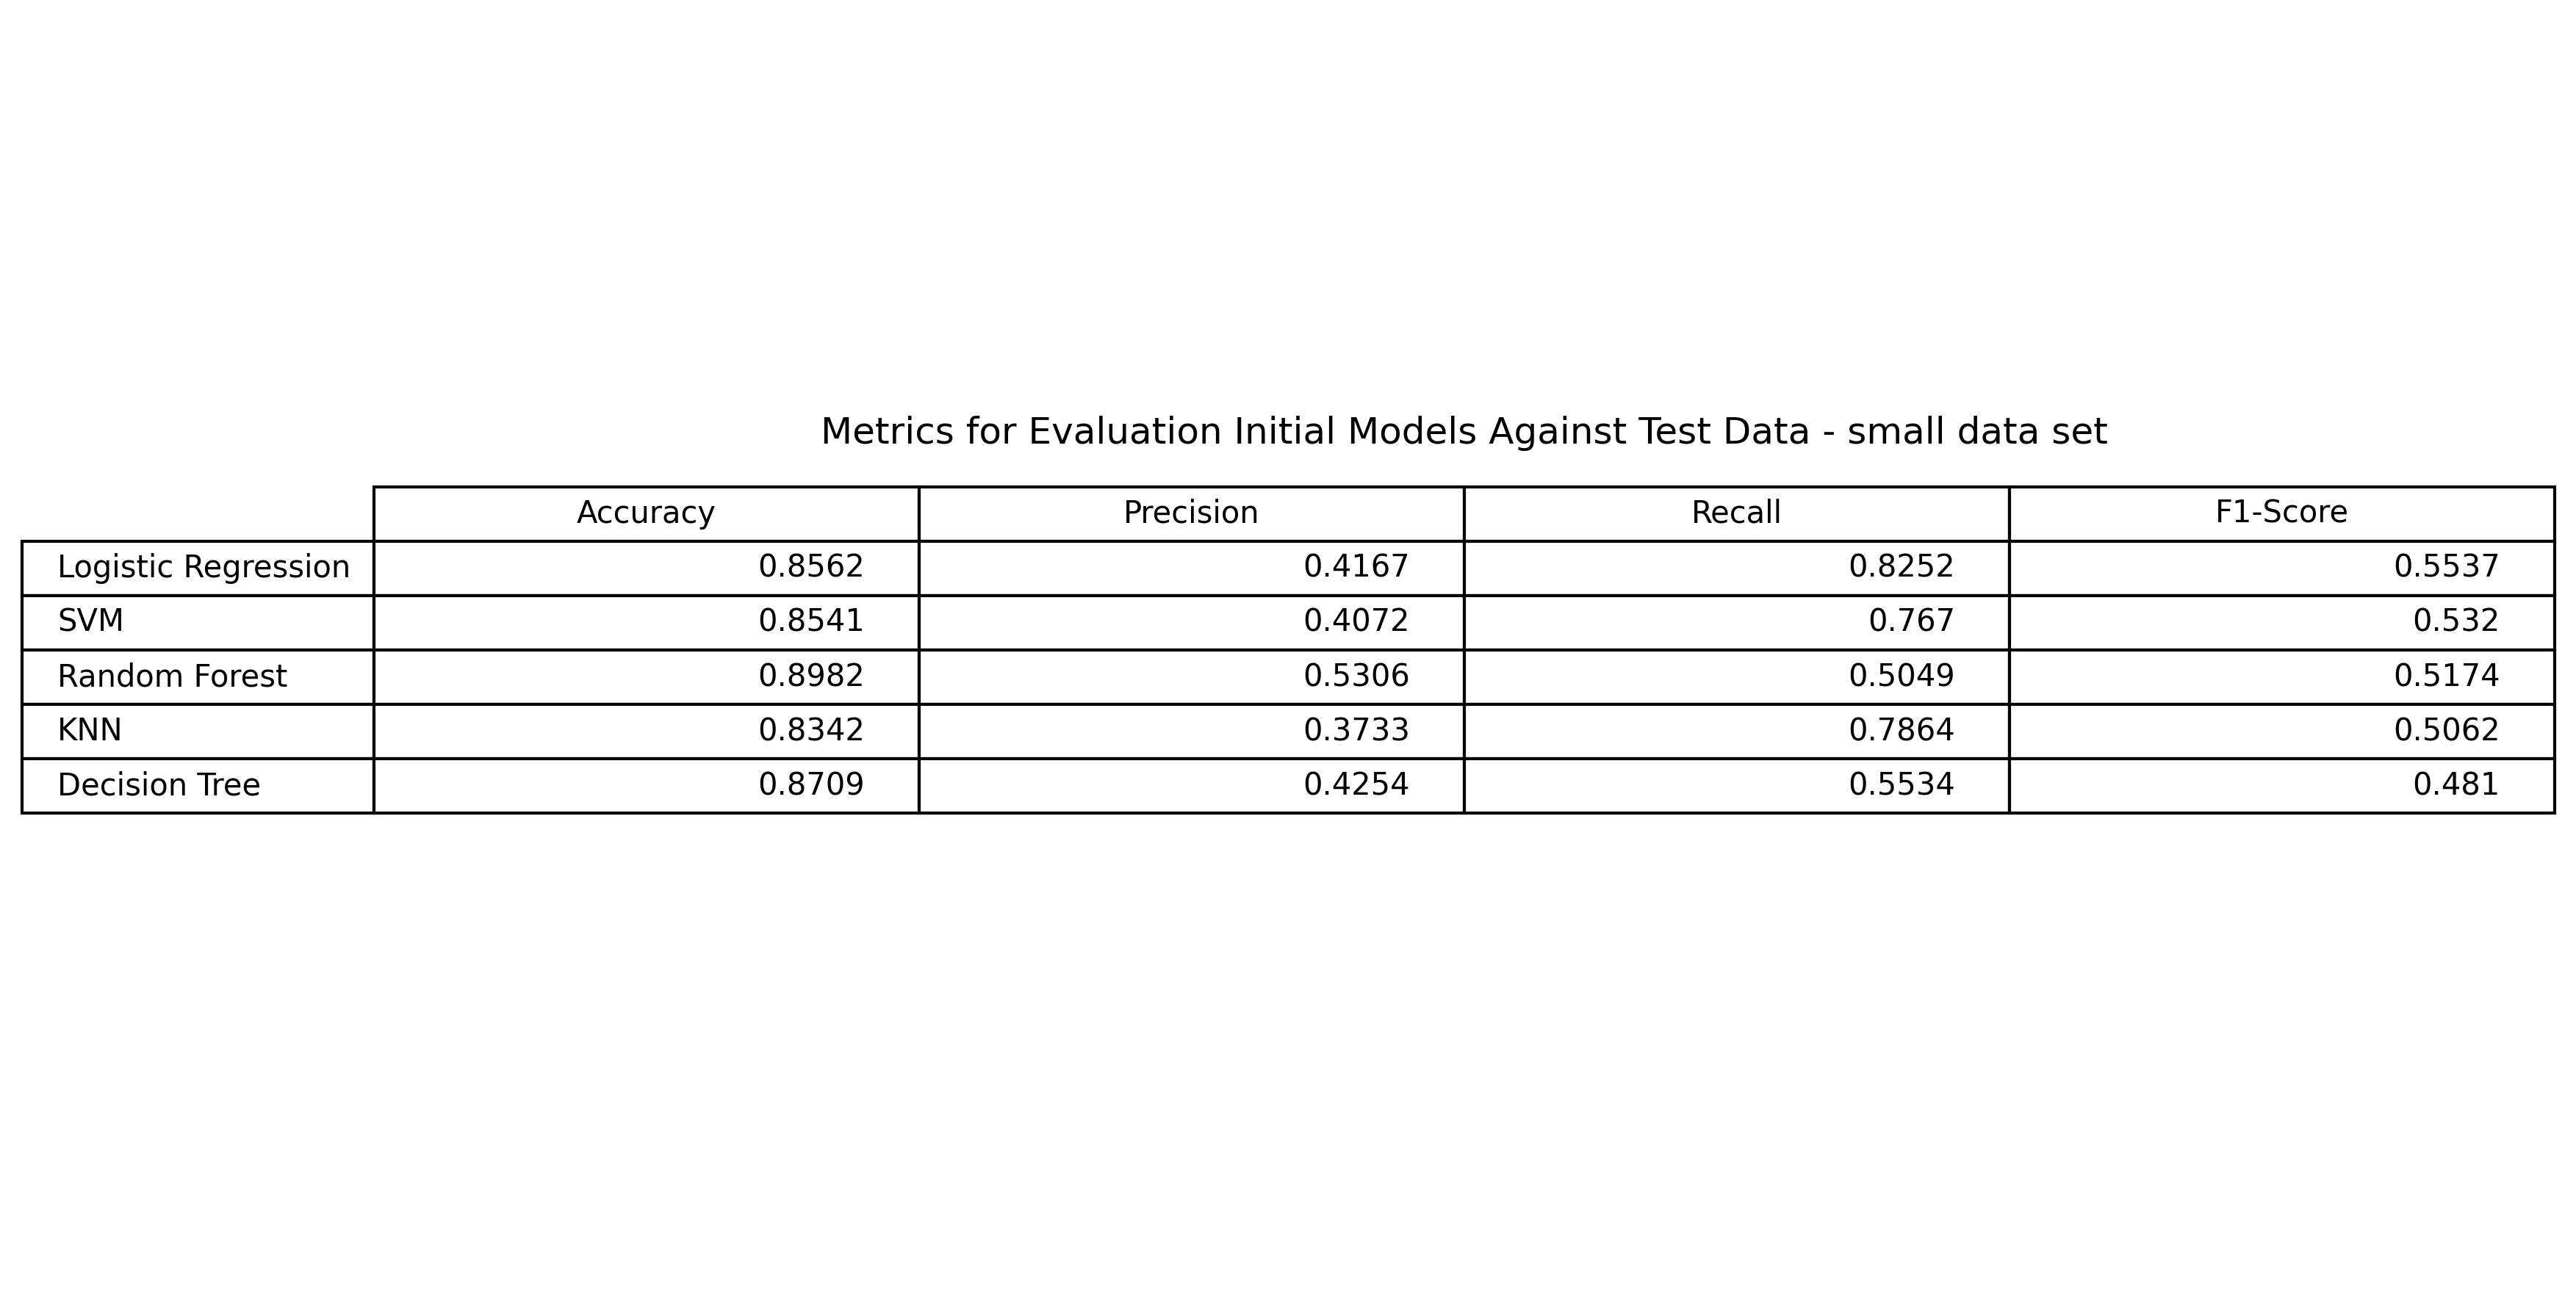 Metrics for Evaluation Initial Models Against Test Data - small data set
Accuracy Precision Recall F1-Score
Logistic Regression 0.8562 0.4167 0.8252 0.5537
SVM 0.8541 0.4072 0.767 0.532
Random Forest 0.8982 0.5306 0.5049 0.5174
KNN 0.8342 0.3733 0.7864 0.5062
Decision Tree 0.8709 0.4254 0.5534 0.481